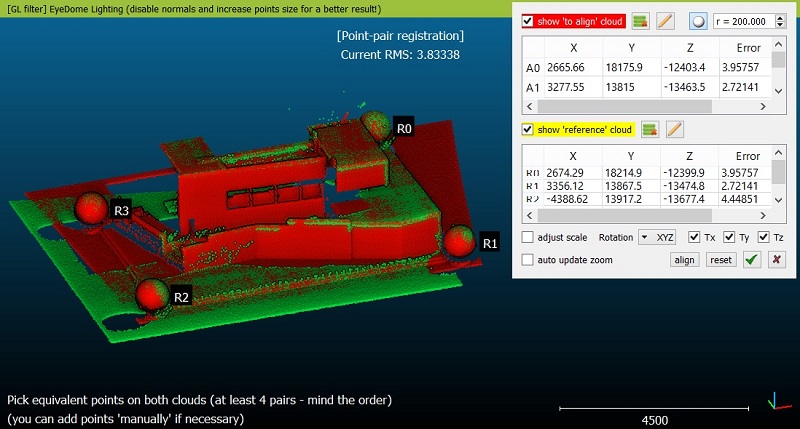 [GL filter] EyeDome Lighting (disable normals and increase points size for a better result!)
[Point-pair registration]
Current RMS: 3.83338
R0
R3
R1
R2
Pick equivalent points on both clouds (at least 4 pairs - mind the order)
(you can add points 'manually' if necessary)
4500
show 'to align' cloud r = 200.000
X Y Z Error
A0 2665.66 18175.9 -12403.4 3.95757
A1 3277.55 13815 -13463.5 2.72141
show 'reference' cloud
X Y Z Error
R0 2674.29 18214.9 -12399.9 3.95757
R1 3356.12 13867.5 -13474.8 2.72141
R2 -4388.62 13917.2 -13677.4 4.44851
adjust scale Rotation XYZ Tx Ty Tz
auto update zoom align reset